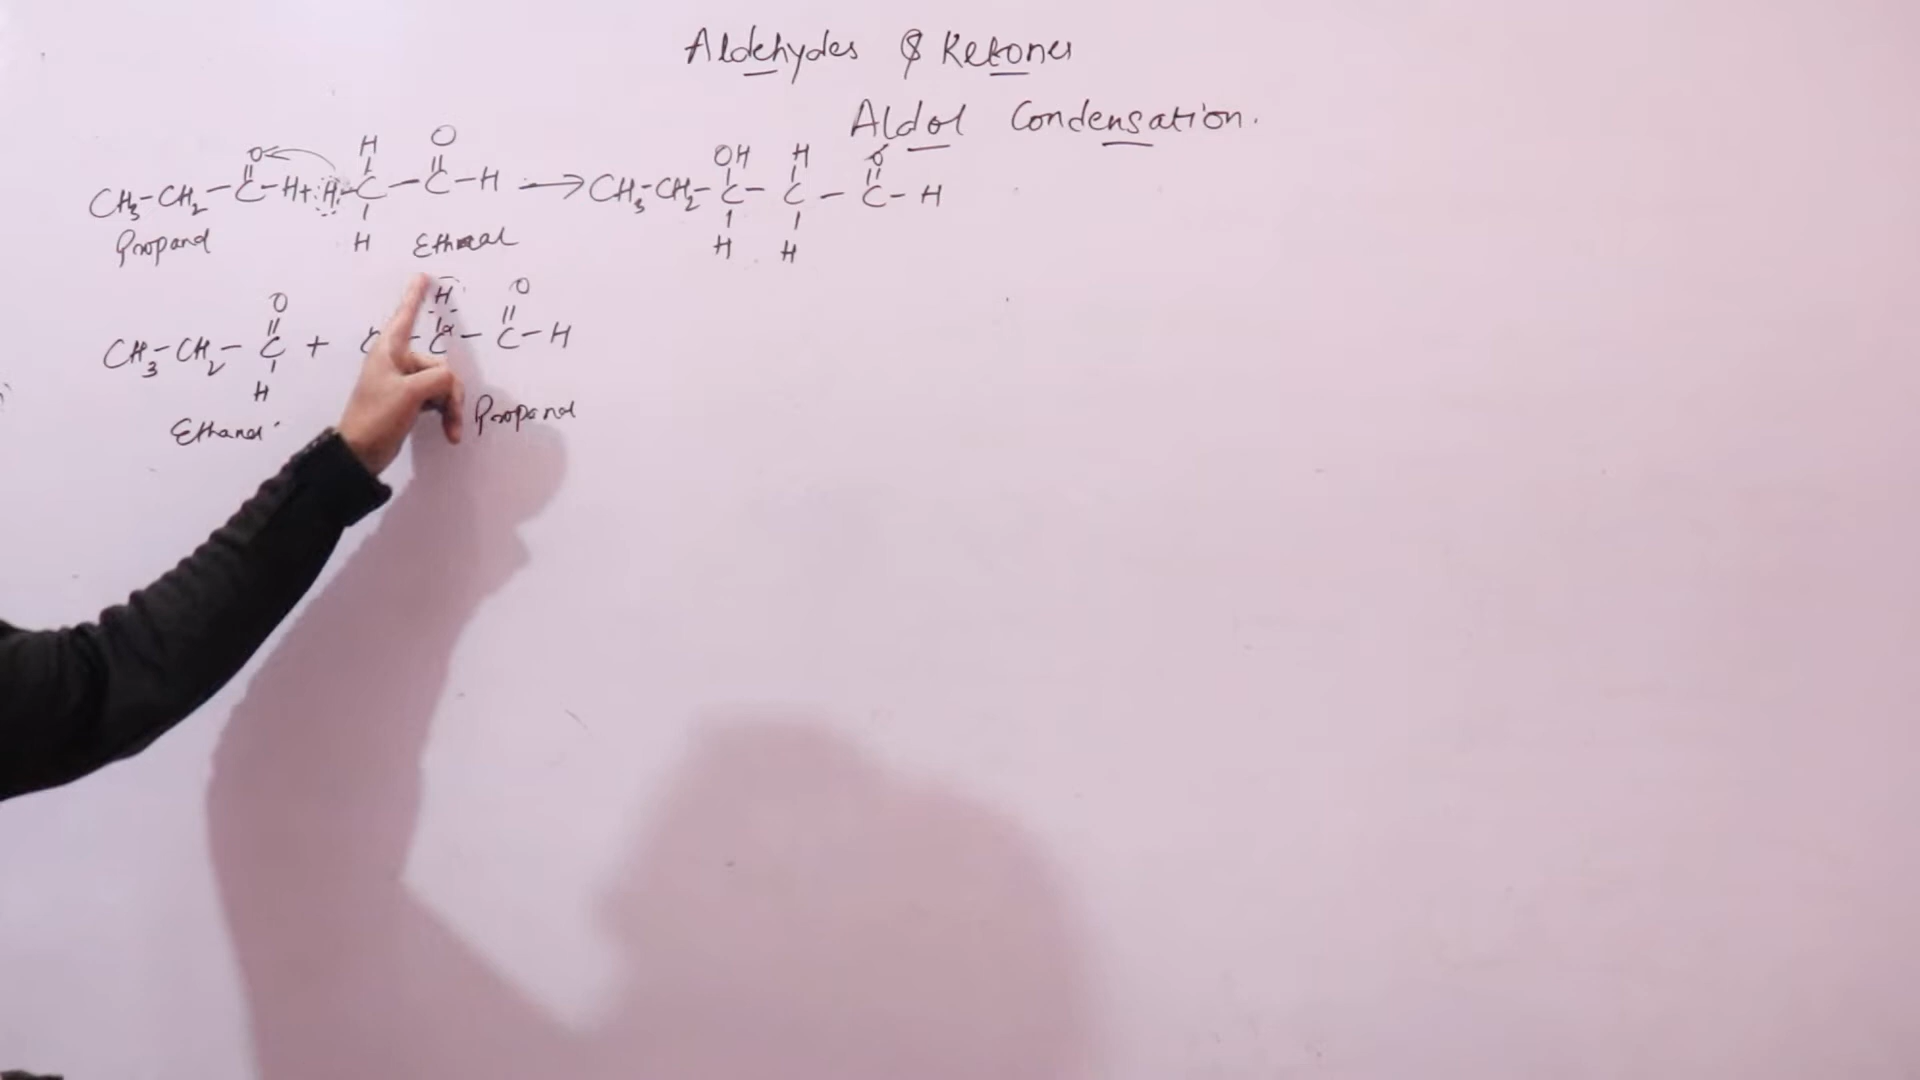 Aldehydes & Ketones
Aldol Condensation.
H O OH H O
O || | | ||
CH3-CH2-C-H + H-C-C-H → CH3-CH2-C-C-C-H
H H H
Propanal Ethanal
H O
O
CH3-CH2-C + C-C-C-H
α
H
Ethanal Propanal